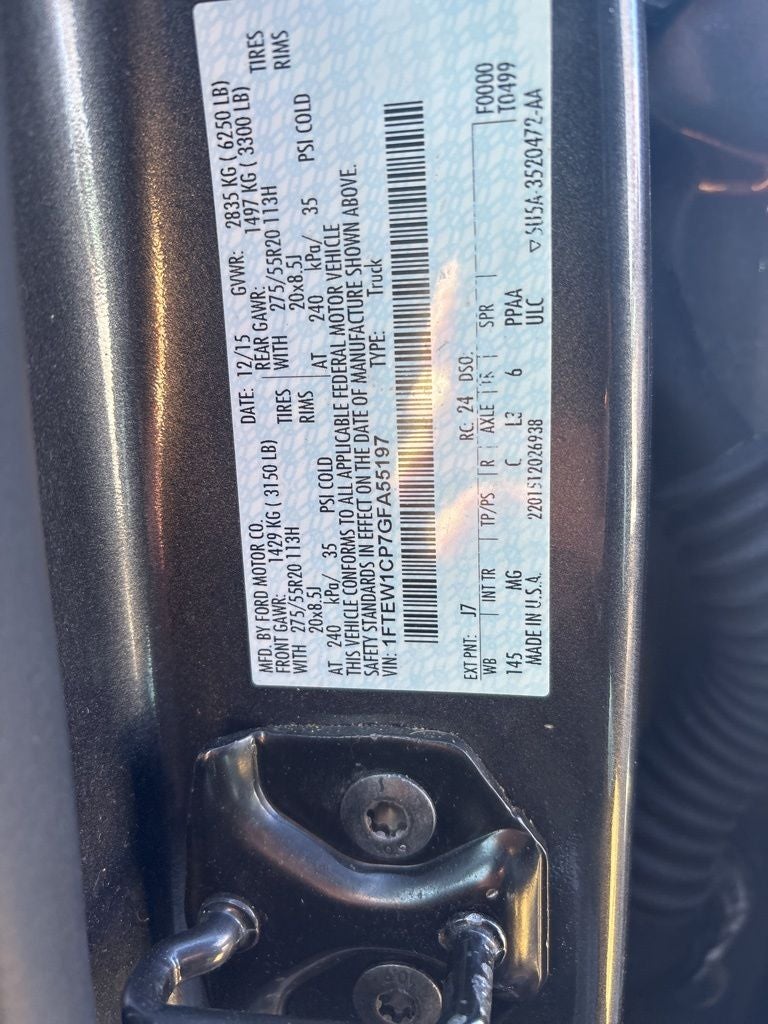 MFD. BY FORD MOTOR CO.
DATE: 12/15 GVWR: 2835 KG ( 6250 LB)
FRONT GAWR: 1429 KG ( 3150 LB) REAR GAWR: 1497 KG ( 3300 LB)
WITH 275/55R20 113H TIRES WITH 275/55R20 113H TIRES
20x8.5J RIMS 20x8.5J RIMS
AT 240 kPa/ 35 PSI COLD AT 240 kPa/ 35 PSI COLD
THIS VEHICLE CONFORMS TO ALL APPLICABLE FEDERAL MOTOR VEHICLE
SAFETY STANDARDS IN EFFECT ON THE DATE OF MANUFACTURE SHOWN ABOVE.
VIN: 1FTEW1CP7GFA55197 TYPE: Truck
F0000
EXT PNT: J7 RC: 24 DSO: T0499
WB INT TR TP/PS R AXLE TR SPR
145 MG C L3 6 PPAA
MADE IN U.S.A. 2201512026938 ULC ▽ 5U5A-3520472-AA